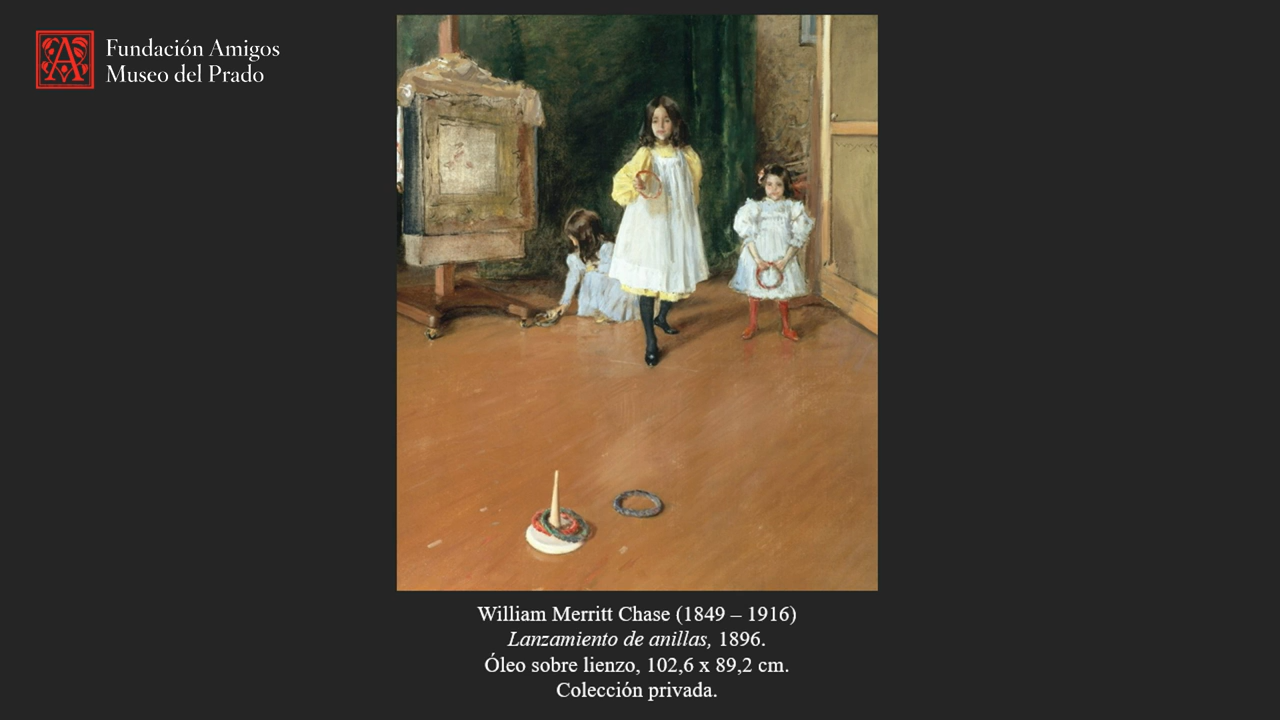 Fundación Amigos
Museo del Prado
William Merritt Chase (1849 – 1916)
Lanzamiento de anillas, 1896.
Óleo sobre lienzo, 102,6 x 89,2 cm.
Colección privada.